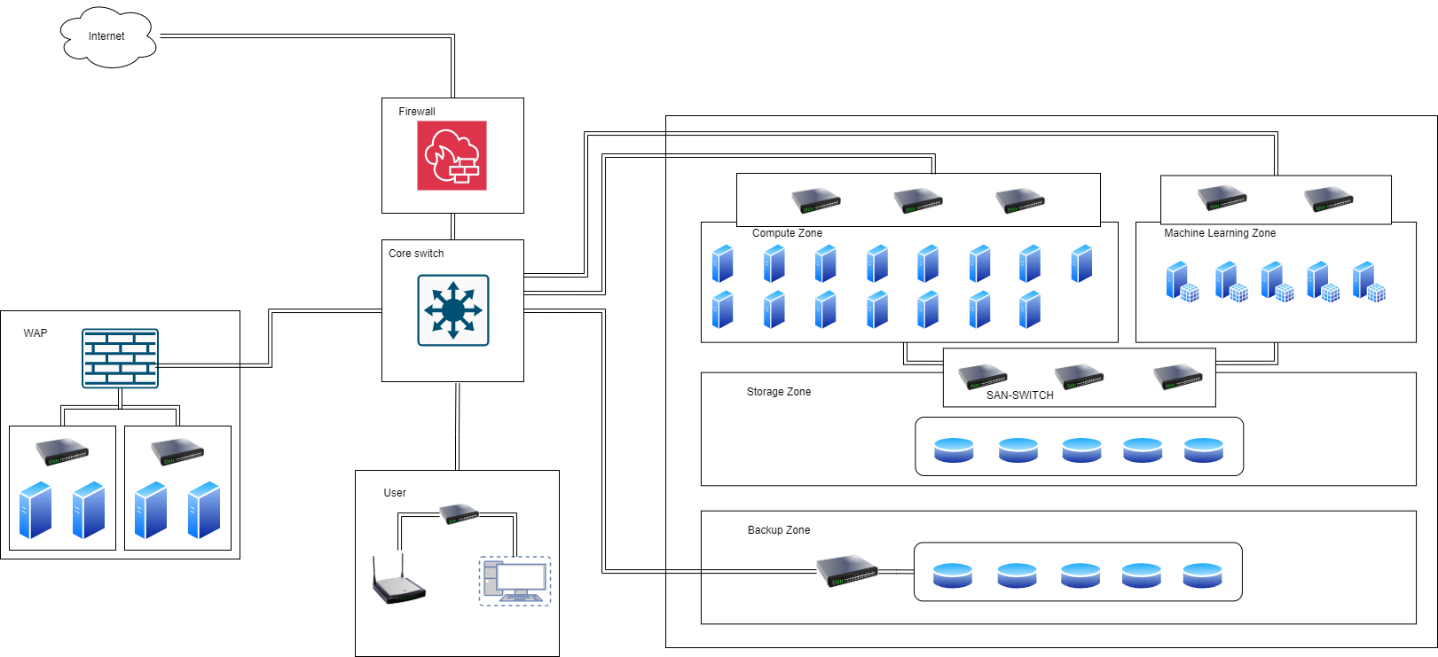 Internet
Firewall
Core switch
WAP
User
Compute Zone
Machine Learning Zone
SAN-SWITCH
Storage Zone
Backup Zone